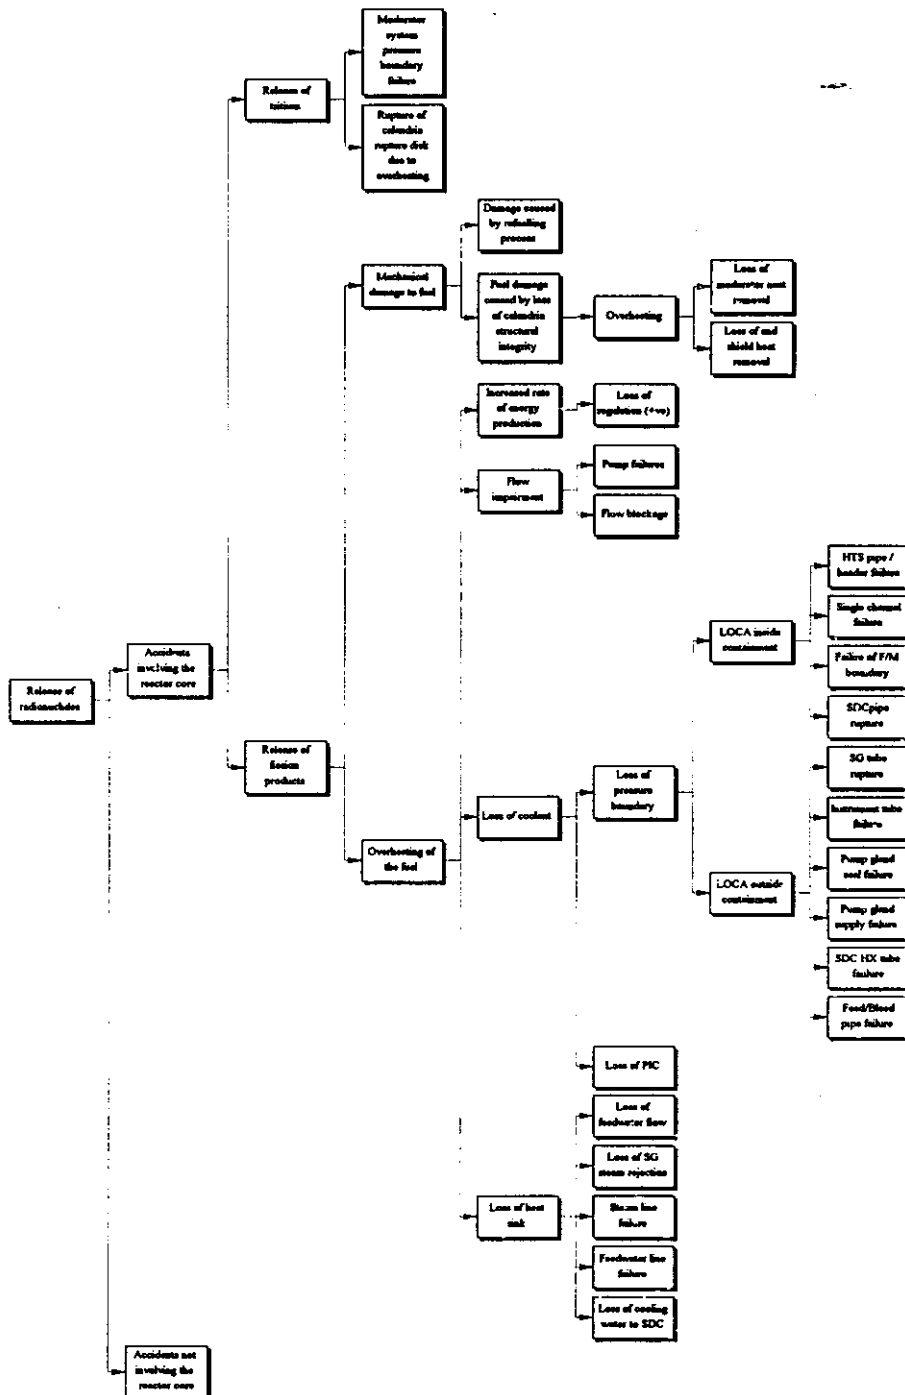 Moderator
system
pressure
boundary
failure
Release of
tritium
Rupture of
calandria
rupture disk
due to
overheating
Damage caused
by refuelling
process
Mechanical
damage to fuel
Fuel damage
caused by loss
of calandria
structural
integrity
Overheating
Loss of
moderator heat
removal
Loss of end
shield heat
removal
Increased rate
of energy
production
Loss of
regulation (+ve)
Flow
impairment
Pump failures
Flow blockage
HTS pipe /
header failure
Single channel
failure
LOCA inside
containment
Failure of F/M
boundary
Accidents
involving the
reactor core
Release of
radionuclides
SDCpipe
rupture
Release of
fission
products
SG tube
rupture
Loss of
pressure
boundary
Loss of coolant
Instrument tube
failure
Overheating of
the fuel
Pump gland
seal failure
LOCA outside
containment
Pump gland
supply failure
SDC HX tube
failure
Feed/Bleed
pipe failure
Loss of PIC
Loss of
feedwater flow
Loss of SG
steam rejection
Loss of heat
sink
Steam line
failure
Feedwater line
failure
Loss of cooling
water to SDC
Accidents not
involving the
reactor core